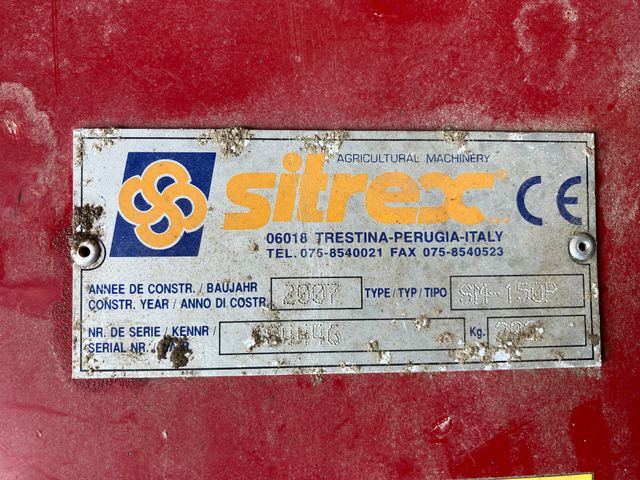 AGRICULTURAL MACHINERY
sitrex
CE
06018 TRESTINA-PERUGIA-ITALY
TEL. 075-8540021 FAX 075-8540523
ANNEE DE CONSTR. / BAUJAHR
CONSTR. YEAR / ANNO DI COSTR.
2007
TYPE / TYP / TIPO
SM-150P
NR. DE SERIE / KENNR /
SERIAL NR. /
Kg.